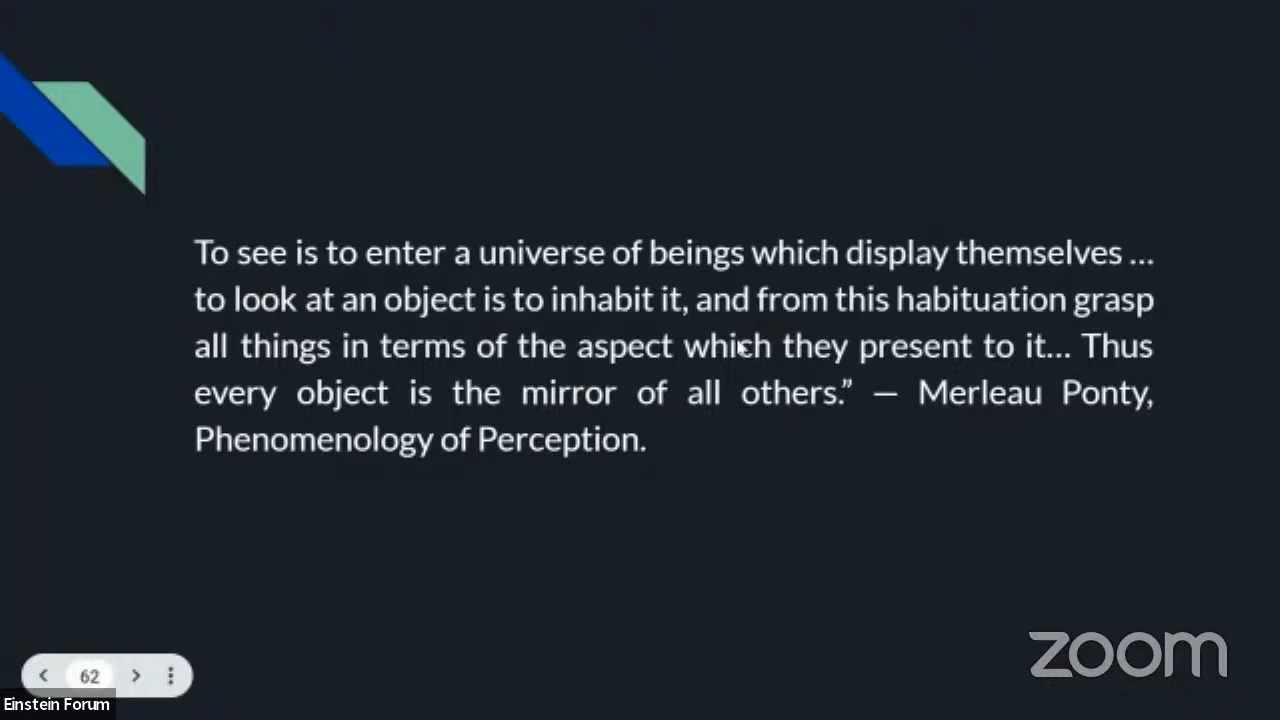 To see is to enter a universe of beings which display themselves ...
to look at an object is to inhabit it, and from this habituation grasp
all things in terms of the aspect which they present to it... Thus
every object is the mirror of all others.” — Merleau Ponty,
Phenomenology of Perception.
zoom
62
Einstein Forum